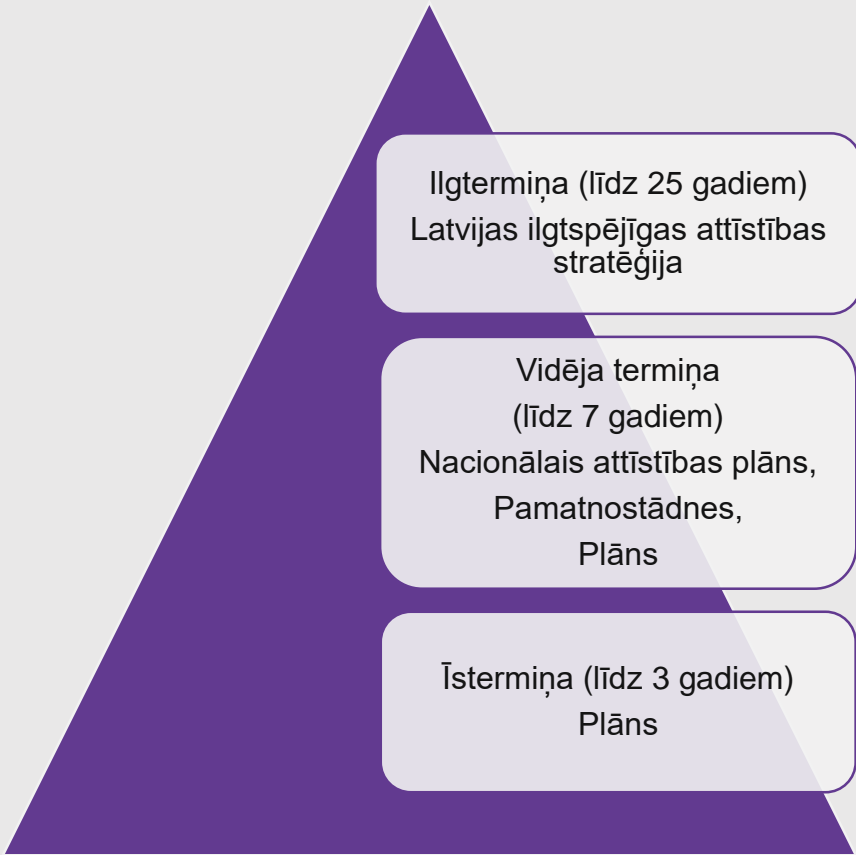 Ilgtermiņa (līdz 25 gadiem)
Latvijas ilgtspējīgas attīstības
stratēģija
Vidēja termiņa
(līdz 7 gadiem)
Nacionālais attīstības plāns,
Pamatnostādnes,
Plāns
Īstermiņa (līdz 3 gadiem)
Plāns